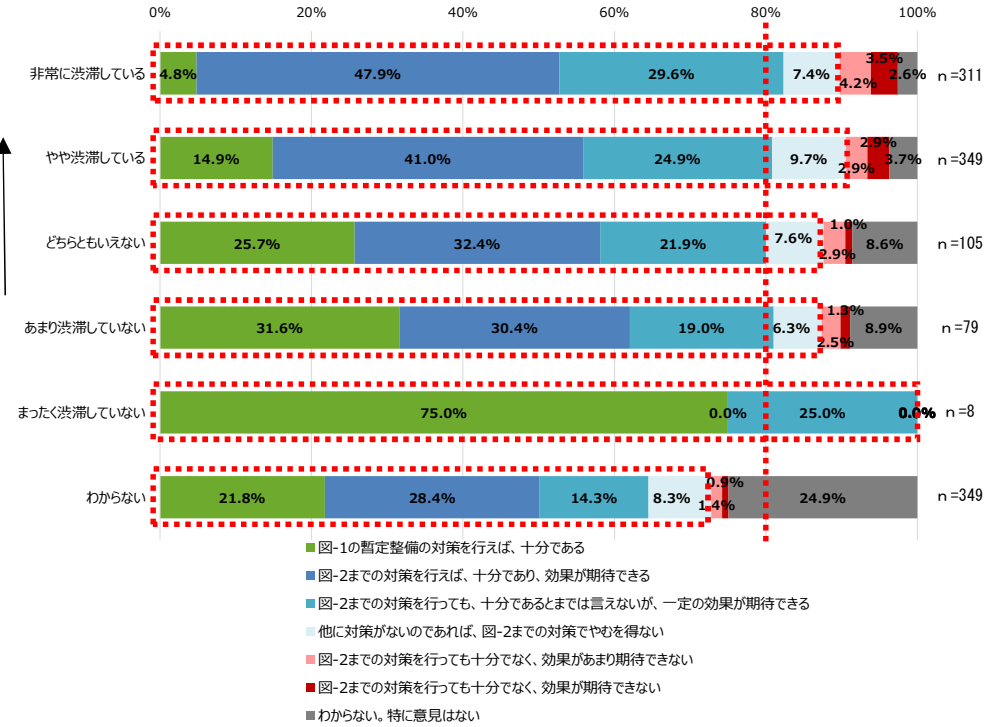 0% 20% 40% 60% 80% 100%
非常に渋滞している 4.8% 47.9% 29.6% 7.4% 4.2% 3.5% 2.6% n=311
やや渋滞している 14.9% 41.0% 24.9% 9.7% 2.9% 2.9% 3.7% n=349
どちらともいえない 25.7% 32.4% 21.9% 7.6% 2.9% 1.0% 8.6% n=105
あまり渋滞していない 31.6% 30.4% 19.0% 6.3% 2.5% 1.3% 8.9% n=79
まったく渋滞していない 75.0% 0.0% 25.0% 0.0% n=8
わからない 21.8% 28.4% 14.3% 8.3% 1.4% 0.9% 24.9% n=349
図-1の暫定整備の対策を行えば、十分である
図-2までの対策を行えば、十分であり、効果が期待できる
図-2までの対策を行っても、十分であるとまでは言えないが、一定の効果が期待できる
他に対策がないのであれば、図-2までの対策でやむを得ない
図-2までの対策を行っても十分でなく、効果があまり期待できない
図-2までの対策を行っても十分でなく、効果が期待できない
わからない。特に意見はない